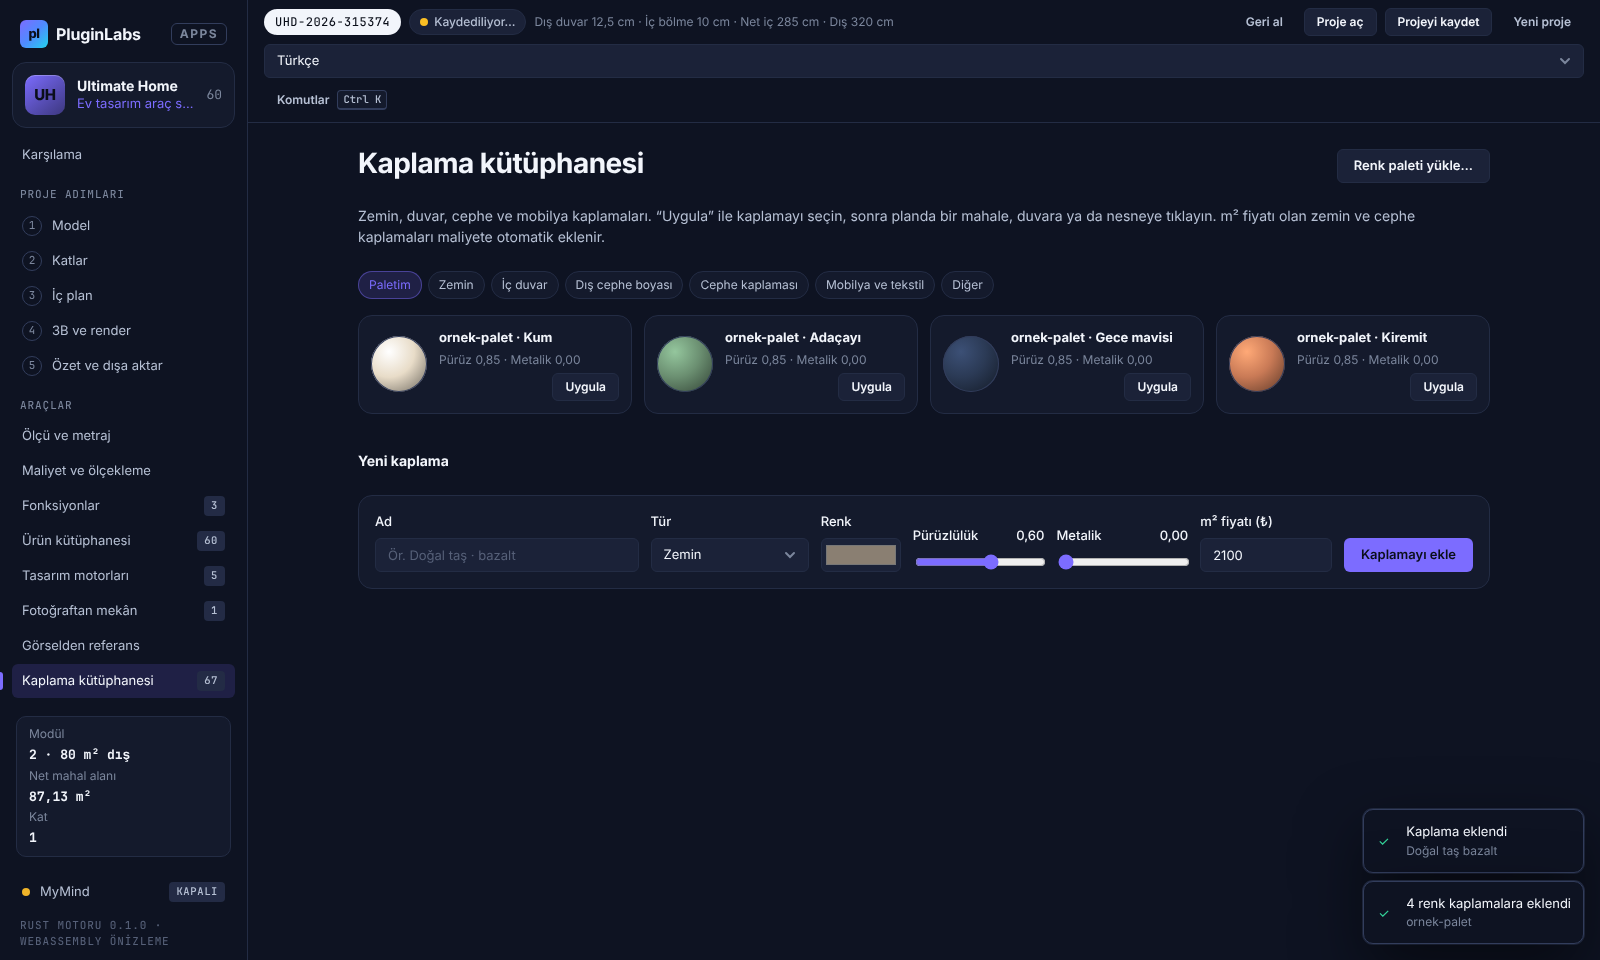 pl PluginLabs APPS
UH Ultimate Home 60
Ev tasarım araç s...
Karşılama
PROJE ADIMLARI
1 Model
2 Katlar
3 İç plan
4 3B ve render
5 Özet ve dışa aktar
ARAÇLAR
Ölçü ve metraj
Maliyet ve ölçekleme
Fonksiyonlar 3
Ürün kütüphanesi 60
Tasarım motorları 5
Fotoğraftan mekân 1
Görselden referans
Kaplama kütüphanesi 67
Modül
2 · 80 m² dış
Net mahal alanı
87,13 m²
Kat
1
MyMind KAPALI
RUST MOTORU 0.1.0 ·
WEBASSEMBLY ÖNİZLEME
UHD-2026-315374 Kaydediliyor... Dış duvar 12,5 cm · İç bölme 10 cm · Net iç 285 cm · Dış 320 cm Geri al Proje aç Projeyi kaydet Yeni proje
Türkçe
Komutlar Ctrl K
Kaplama kütüphanesi Renk paleti yükle...
Zemin, duvar, cephe ve mobilya kaplamaları. “Uygula” ile kaplamayı seçin, sonra planda bir mahale, duvara ya da nesneye tıklayın. m² fiyatı olan zemin ve cephe
kaplamaları maliyete otomatik eklenir.
Paletim Zemin İç duvar Dış cephe boyası Cephe kaplaması Mobilya ve tekstil Diğer
ornek-palet · Kum
Pürüz 0,85 · Metalik 0,00
Uygula
ornek-palet · Adaçayı
Pürüz 0,85 · Metalik 0,00
Uygula
ornek-palet · Gece mavisi
Pürüz 0,85 · Metalik 0,00
Uygula
ornek-palet · Kiremit
Pürüz 0,85 · Metalik 0,00
Uygula
Yeni kaplama
Ad Tür Renk Pürüzlülük 0,60 Metalik 0,00 m² fiyatı (₺)
Ör. Doğal taş · bazalt Zemin 2100 Kaplamayı ekle
Kaplama eklendi
Doğal taş bazalt
4 renk kaplamalara eklendi
ornek-palet